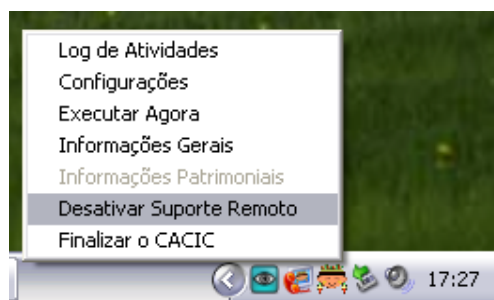 Log de Atividades
Configurações
Executar Agora
Informações Gerais
Informações Patrimoniais
Desativar Suporte Remoto
Finalizar o CACIC
17:27